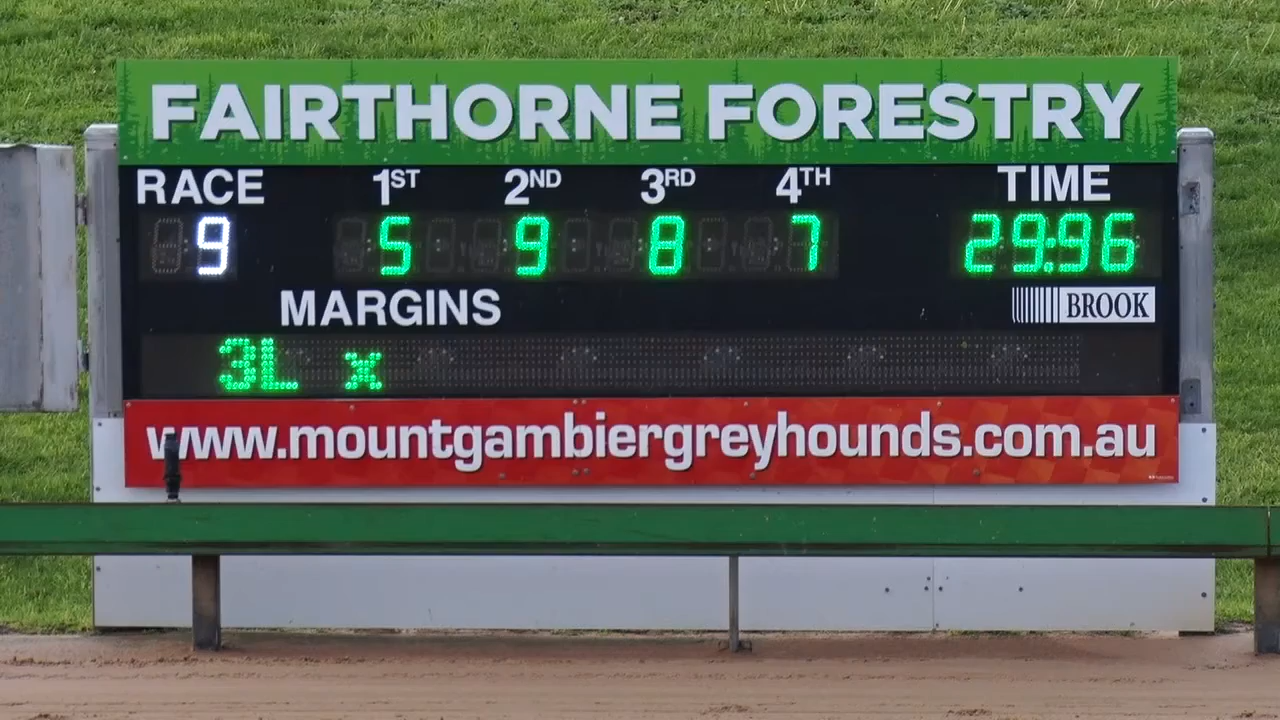 FAIRTHORNE FORESTRY
RACE 1ST 2ND 3RD 4TH TIME
9 5 9 8 7 29:96
MARGINS BROOK
3L x
www.mountgambiergreyhounds.com.au